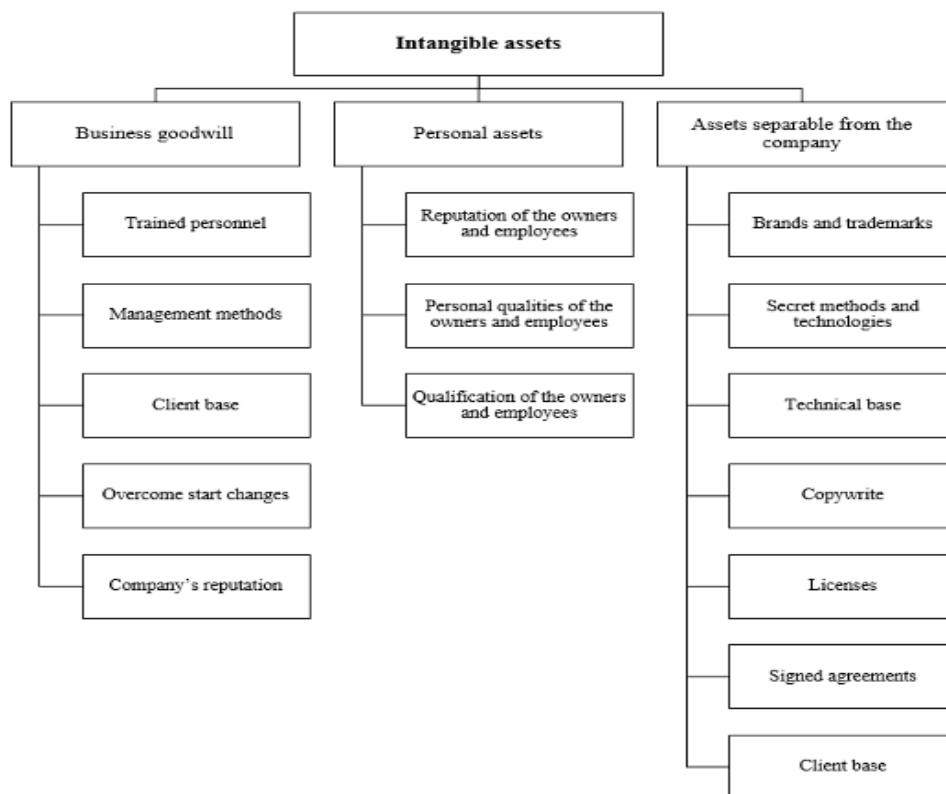 Intangible assets
Business goodwill
Personal assets
Assets separable from the
company
Trained personnel
Management methods
Client base
Overcome start changes
Company’s reputation
Reputation of the owners
and employees
Personal qualities of the
owners and employees
Qualification of the owners
and employees
Brands and trademarks
Secret methods and
technologies
Technical base
Copywrite
Licenses
Signed agreements
Client base